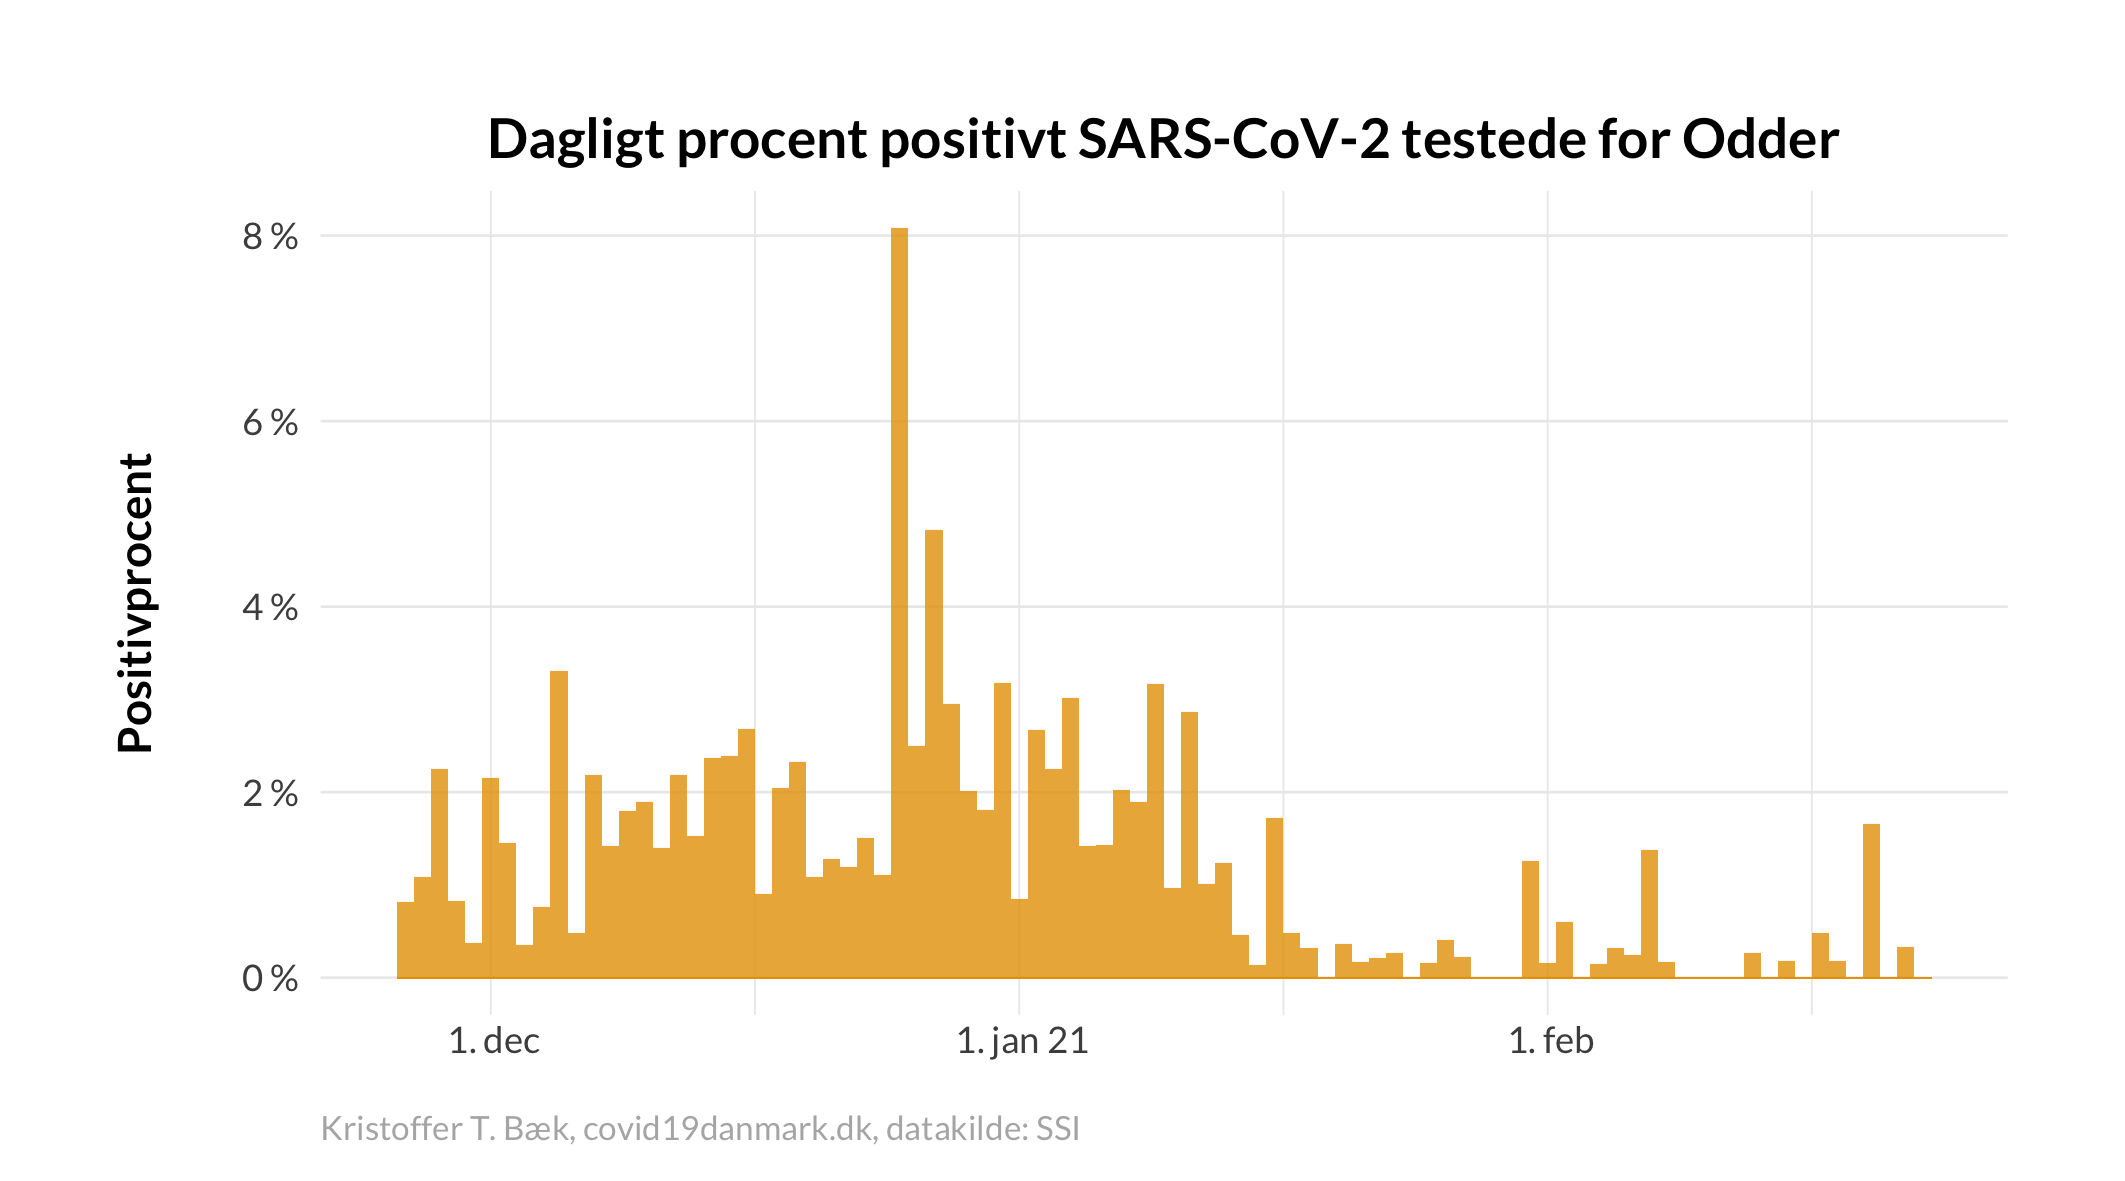 Dagligt procent positivt SARS-CoV-2 testede for Odder
Positivprocent
8 %
6 %
4 %
2 %
0 %
1. dec
1. jan 21
1. feb
Kristoffer T. Bæk, covid19danmark.dk, datakilde: SSI